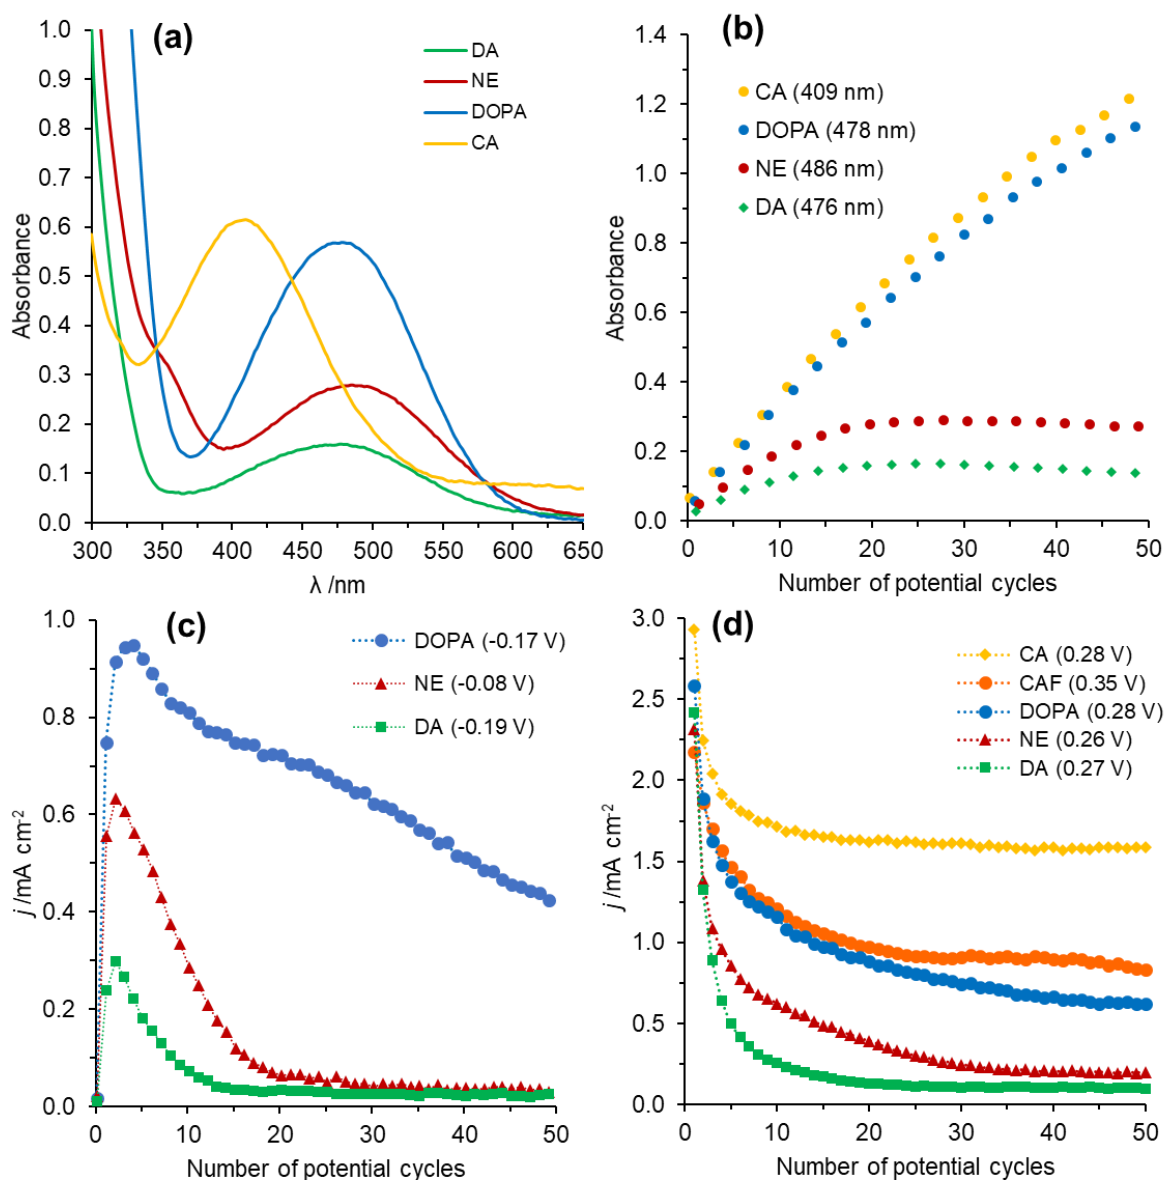 (a)
DA
NE
DOPA
CA
1.0
0.9
0.8
0.7
0.6
0.5
0.4
0.3
0.2
0.1
0.0
Absorbance
300 350 400 450 500 550 600 650
λ /nm
(b)
CA (409 nm)
DOPA (478 nm)
NE (486 nm)
DA (476 nm)
1.4
1.2
1.0
0.8
0.6
0.4
0.2
0.0
Absorbance
0 10 20 30 40 50
Number of potential cycles
(c)
DOPA (-0.17 V)
NE (-0.08 V)
DA (-0.19 V)
1.0
0.8
0.6
0.4
0.2
0.0
j /mA cm-2
0 10 20 30 40 50
Number of potential cycles
(d)
CA (0.28 V)
CAF (0.35 V)
DOPA (0.28 V)
NE (0.26 V)
DA (0.27 V)
3.0
2.5
2.0
1.5
1.0
0.5
0.0
j /mA cm-2
0 10 20 30 40 50
Number of potential cycles